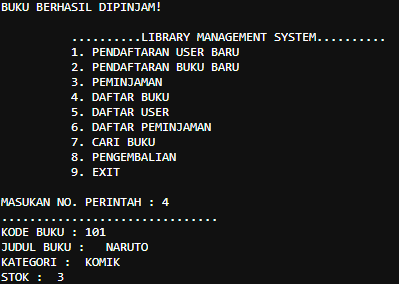 BUKU BERHASIL DIPINJAM!
..........LIBRARY MANAGEMENT SYSTEM..........
1. PENDAFTARAN USER BARU
2. PENDAFTARAN BUKU BARU
3. PEMINJAMAN
4. DAFTAR BUKU
5. DAFTAR USER
6. DAFTAR PEMINJAMAN
7. CARI BUKU
8. PENGEMBALIAN
9. EXIT
MASUKAN NO. PERINTAH : 4
...............................
KODE BUKU : 101
JUDUL BUKU :   NARUTO
KATEGORI :  KOMIK
STOK :  3